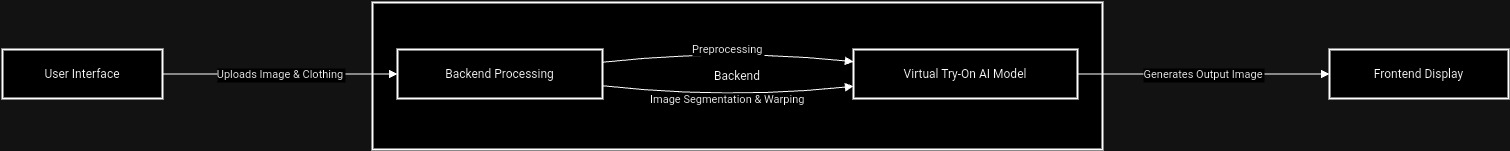 User Interface
Uploads Image & Clothing
Backend Processing
Preprocessing
Backend
Image Segmentation & Warping
Virtual Try-On AI Model
Generates Output Image
Frontend Display